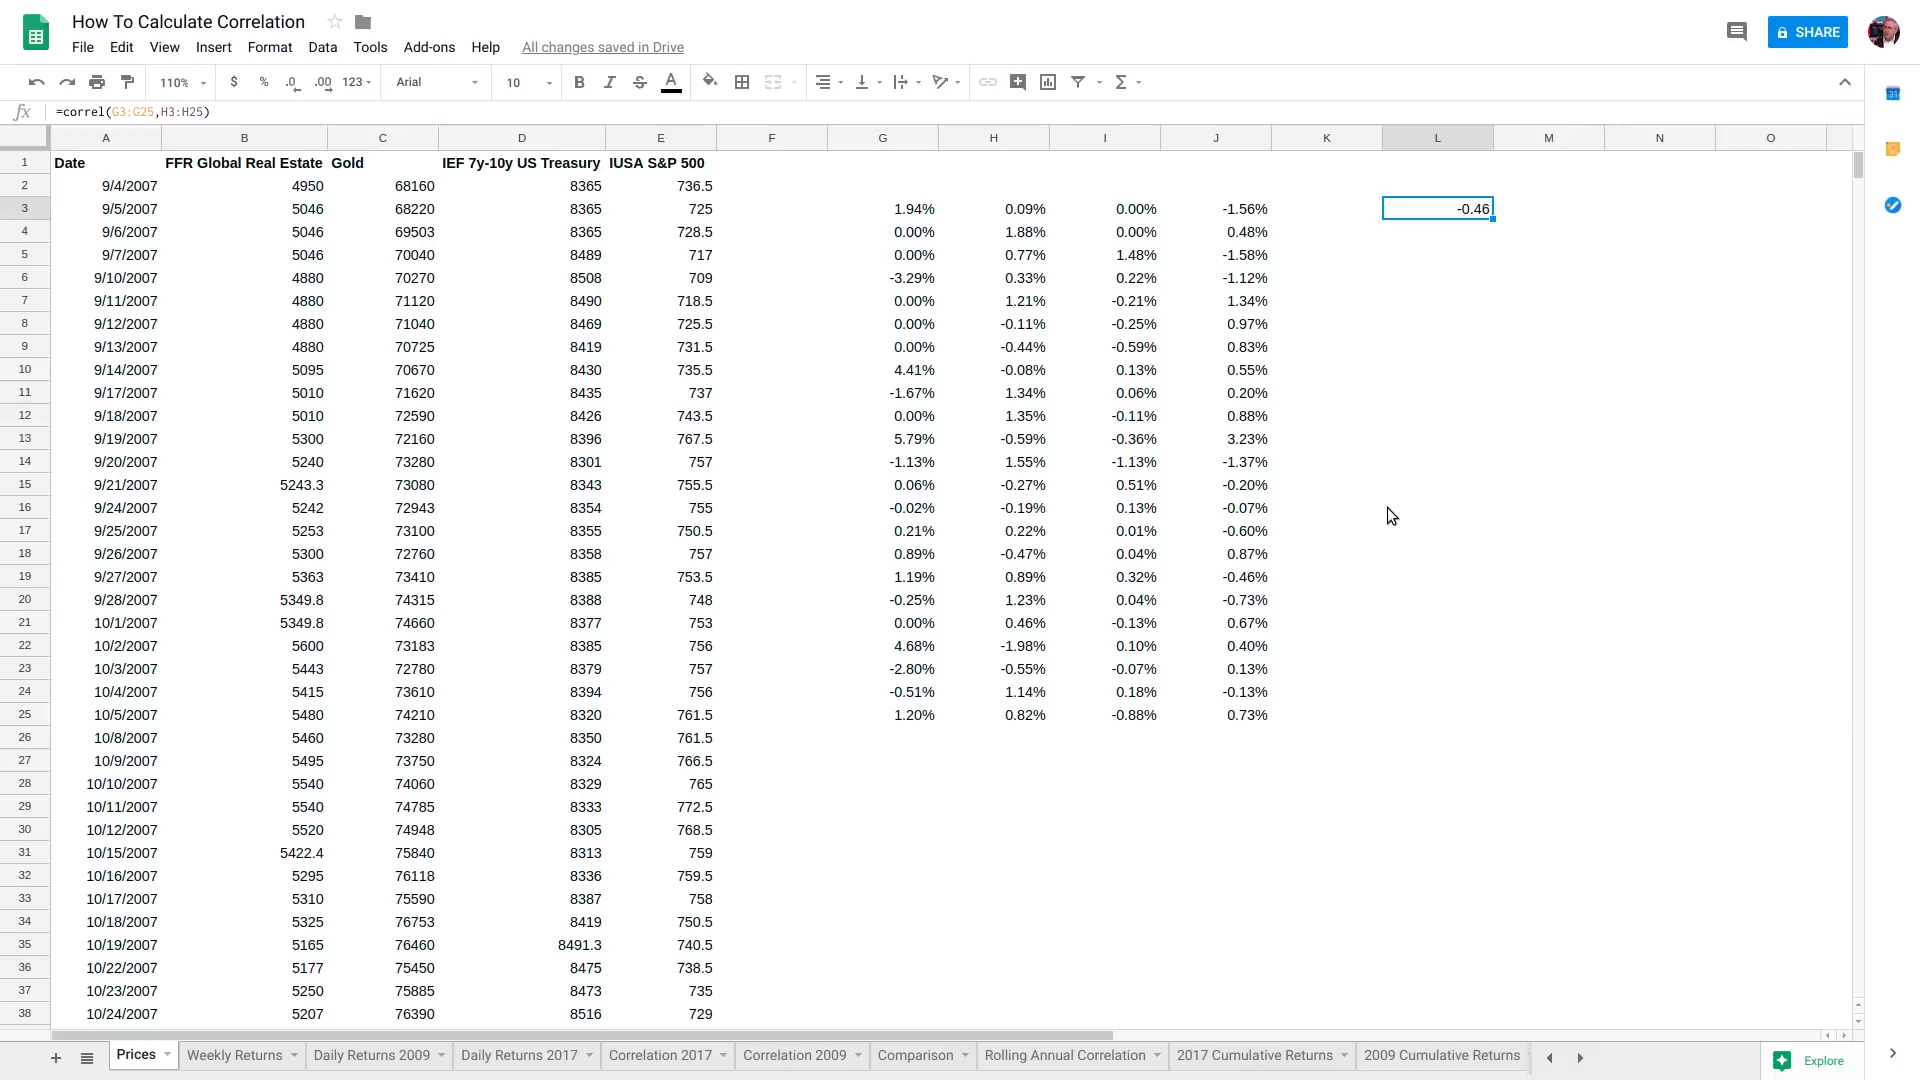 How To Calculate Correlation
File Edit View Insert Format Data Tools Add-ons Help All changes saved in Drive
SHARE
110% $ % .0 .00 123 Arial 10 B I S A Σ
fx =correl(G3:G25,H3:H25)
A B C D E F G H I J K L M N O
1 Date FFR Global Real Estate Gold IEF 7y-10y US Treasury IUSA S&P 500
2 9/4/2007 4950 68160 8365 736.5
3 9/5/2007 5046 68220 8365 725 1.94% 0.09% 0.00% -1.56% -0.46
4 9/6/2007 5046 69503 8365 728.5 0.00% 1.88% 0.00% 0.48%
5 9/7/2007 5046 70040 8489 717 0.00% 0.77% 1.48% -1.58%
6 9/10/2007 4880 70270 8508 709 -3.29% 0.33% 0.22% -1.12%
7 9/11/2007 4880 71120 8490 718.5 0.00% 1.21% -0.21% 1.34%
8 9/12/2007 4880 71040 8469 725.5 0.00% -0.11% -0.25% 0.97%
9 9/13/2007 4880 70725 8419 731.5 0.00% -0.44% -0.59% 0.83%
10 9/14/2007 5095 70670 8430 735.5 4.41% -0.08% 0.13% 0.55%
11 9/17/2007 5010 71620 8435 737 -1.67% 1.34% 0.06% 0.20%
12 9/18/2007 5010 72590 8426 743.5 0.00% 1.35% -0.11% 0.88%
13 9/19/2007 5300 72160 8396 767.5 5.79% -0.59% -0.36% 3.23%
14 9/20/2007 5240 73280 8301 757 -1.13% 1.55% -1.13% -1.37%
15 9/21/2007 5243.3 73080 8343 755.5 0.06% -0.27% 0.51% -0.20%
16 9/24/2007 5242 72943 8354 755 -0.02% -0.19% 0.13% -0.07%
17 9/25/2007 5253 73100 8355 750.5 0.21% 0.22% 0.01% -0.60%
18 9/26/2007 5300 72760 8358 757 0.89% -0.47% 0.04% 0.87%
19 9/27/2007 5363 73410 8385 753.5 1.19% 0.89% 0.32% -0.46%
20 9/28/2007 5349.8 74315 8388 748 -0.25% 1.23% 0.04% -0.73%
21 10/1/2007 5349.8 74660 8377 753 0.00% 0.46% -0.13% 0.67%
22 10/2/2007 5600 73183 8385 756 4.68% -1.98% 0.10% 0.40%
23 10/3/2007 5443 72780 8379 757 -2.80% -0.55% -0.07% 0.13%
24 10/4/2007 5415 73610 8394 756 -0.51% 1.14% 0.18% -0.13%
25 10/5/2007 5480 74210 8320 761.5 1.20% 0.82% -0.88% 0.73%
26 10/8/2007 5460 73280 8350 761.5
27 10/9/2007 5495 73750 8324 766.5
28 10/10/2007 5540 74060 8329 765
29 10/11/2007 5540 74785 8333 772.5
30 10/12/2007 5520 74948 8305 768.5
31 10/15/2007 5422.4 75840 8313 759
32 10/16/2007 5295 76118 8336 759.5
33 10/17/2007 5310 75590 8387 758
34 10/18/2007 5325 76753 8419 750.5
35 10/19/2007 5165 76460 8491.3 740.5
36 10/22/2007 5177 75450 8475 738.5
37 10/23/2007 5250 75885 8473 735
38 10/24/2007 5207 76390 8516 729
Prices Weekly Returns Daily Returns 2009 Daily Returns 2017 Correlation 2017 Correlation 2009 Comparison Rolling Annual Correlation 2017 Cumulative Returns 2009 Cumulative Returns Explore